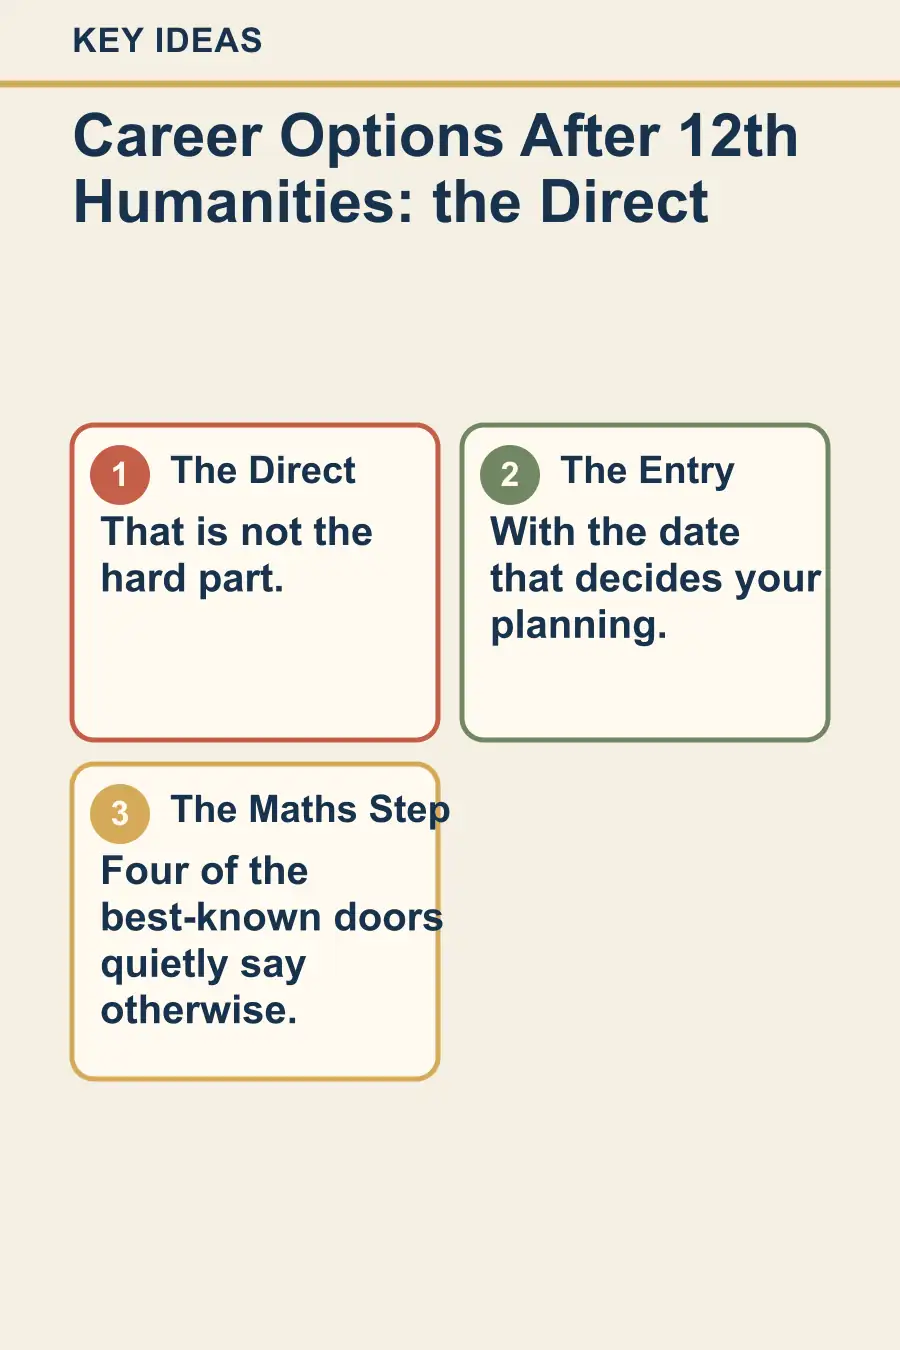 KEY IDEAS
Career Options After 12th
Humanities: the Direct
1 The Direct
That is not the
hard part.
2 The Entry
With the date
that decides your
planning.
3 The Maths Step
Four of the
best-known doors
quietly say
otherwise.